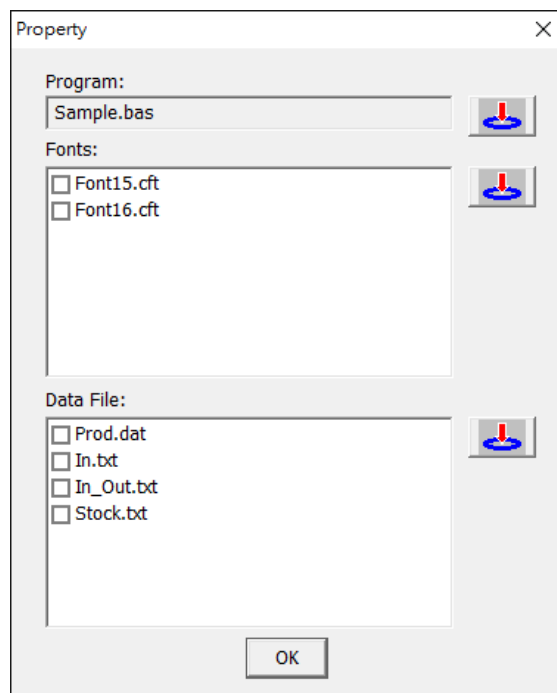 Property
Program:
Sample.bas
Fonts:
Font15.cft
Font16.cft
Data File:
Prod.dat
In.txt
In_Out.txt
Stock.txt
OK